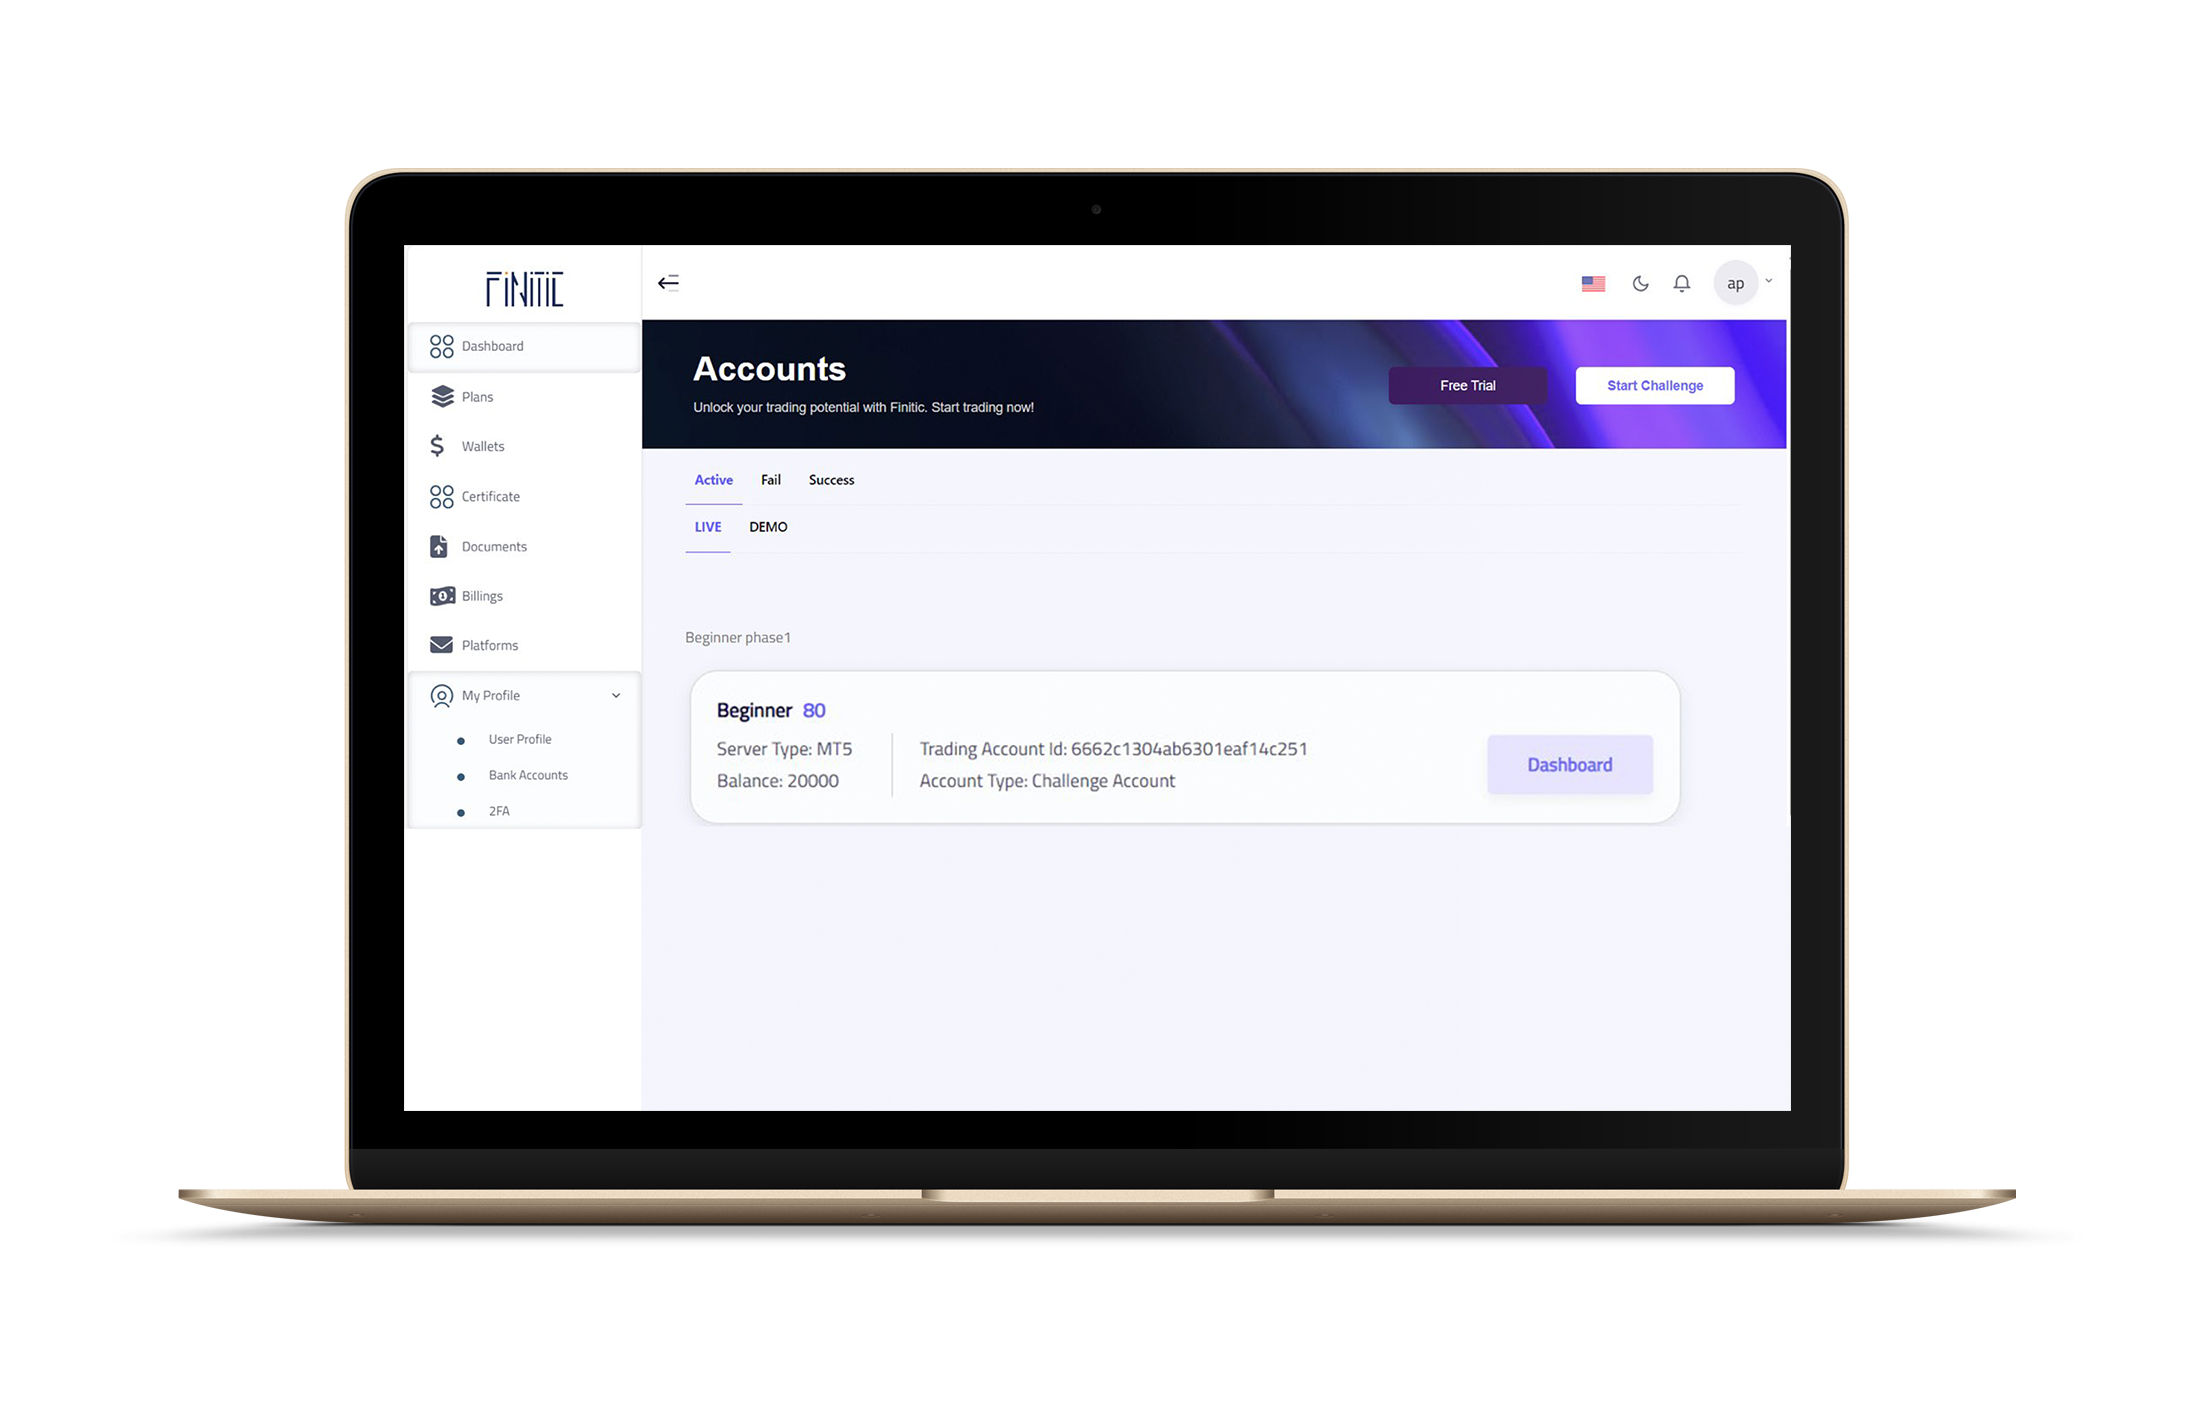 FINITIC
ap
Dashboard
Plans
Wallets
Certificate
Documents
Billings
Platforms
My Profile
User Profile
Bank Accounts
2FA
Accounts
Unlock your trading potential with Finitic. Start trading now!
Free Trial
Start Challenge
Active Fail Success
LIVE DEMO
Beginner phase1
Beginner 80
Server Type: MT5
Balance: 20000
Trading Account Id: 6662c1304ab6301eaf14c251
Account Type: Challenge Account
Dashboard